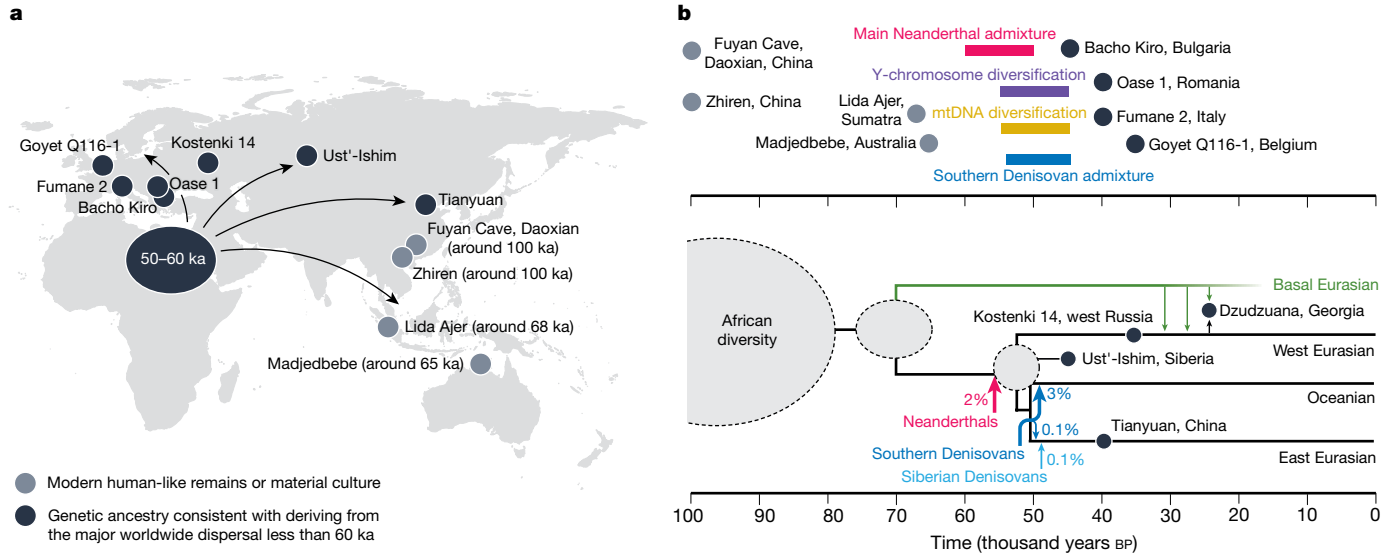 a
Goyet Q116-1
Kostenki 14
Ust'-Ishim
Fumane 2
Oase 1
Bacho Kiro
Tianyuan
50–60 ka
Fuyan Cave, Daoxian
(around 100 ka)
Zhiren (around 100 ka)
Lida Ajer (around 68 ka)
Madjedbebe (around 65 ka)
Modern human-like remains or material culture
Genetic ancestry consistent with deriving from
the major worldwide dispersal less than 60 ka
b
Fuyan Cave,
Daoxian, China
Main Neanderthal admixture
Bacho Kiro, Bulgaria
Y-chromosome diversification
Oase 1, Romania
Zhiren, China
Lida Ajer,
Sumatra
mtDNA diversification
Fumane 2, Italy
Madjedbebe, Australia
Goyet Q116-1, Belgium
Southern Denisovan admixture
African
diversity
Basal Eurasian
Kostenki 14, west Russia
Dzudzuana, Georgia
West Eurasian
Ust'-Ishim, Siberia
2%
3%
Oceanian
Neanderthals
Tianyuan, China
0.1%
Southern Denisovans
0.1%
East Eurasian
Siberian Denisovans
100 90 80 70 60 50 40 30 20 10 0
Time (thousand years BP)